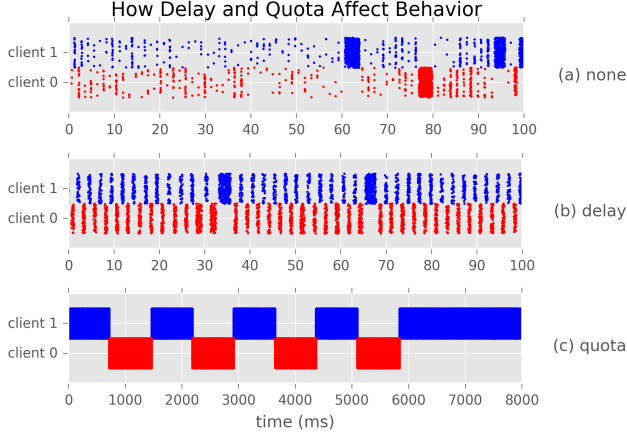 How Delay and Quota Affect Behavior
client 1
client 0
(a) none
0 10 20 30 40 50 60 70 80 90 100
client 1
client 0
(b) delay
0 10 20 30 40 50 60 70 80 90 100
client 1
client 0
(c) quota
0 1000 2000 3000 4000 5000 6000 7000 8000
time (ms)